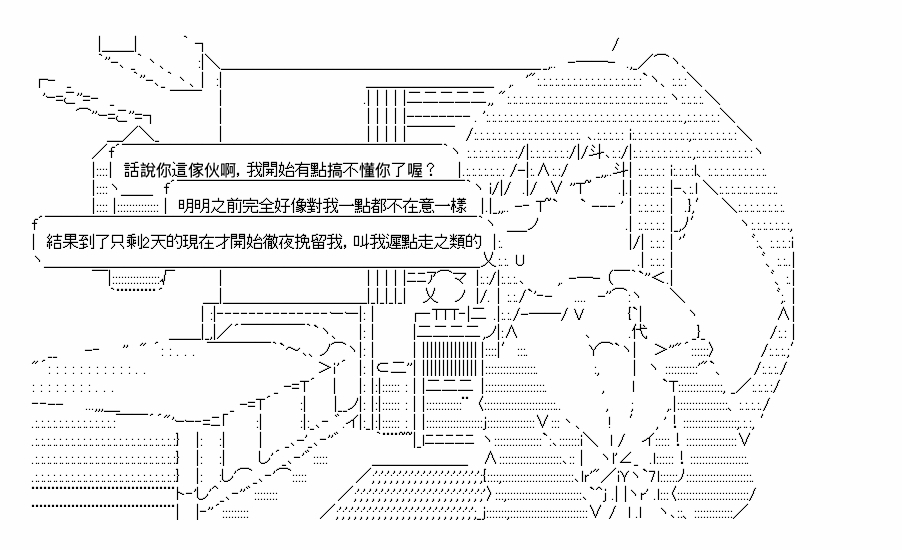 話說你這傢伙啊，我開始有點搞不懂你了喔？
明明之前完全好像對我一點都不在意一樣
結果到了只剩2天的現在才開始徹夜挽留我，叫我遲點走之類的